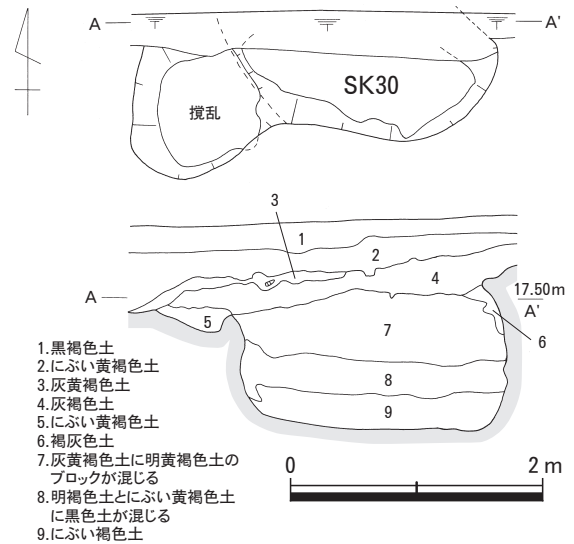 A
A'
SK30
撹乱
3
1
2
4
A
17.50m
A'
5
7
6
8
9
1.黒褐色土
2.にぶい黄褐色土
3.灰黄褐色土
4.灰褐色土
5.にぶい黄褐色土
6.褐灰色土
7.灰黄褐色土に明黄褐色土の
ブロックが混じる
8.明褐色土とにぶい黄褐色土
に黒色土が混じる
9.にぶい褐色土
0
2 m